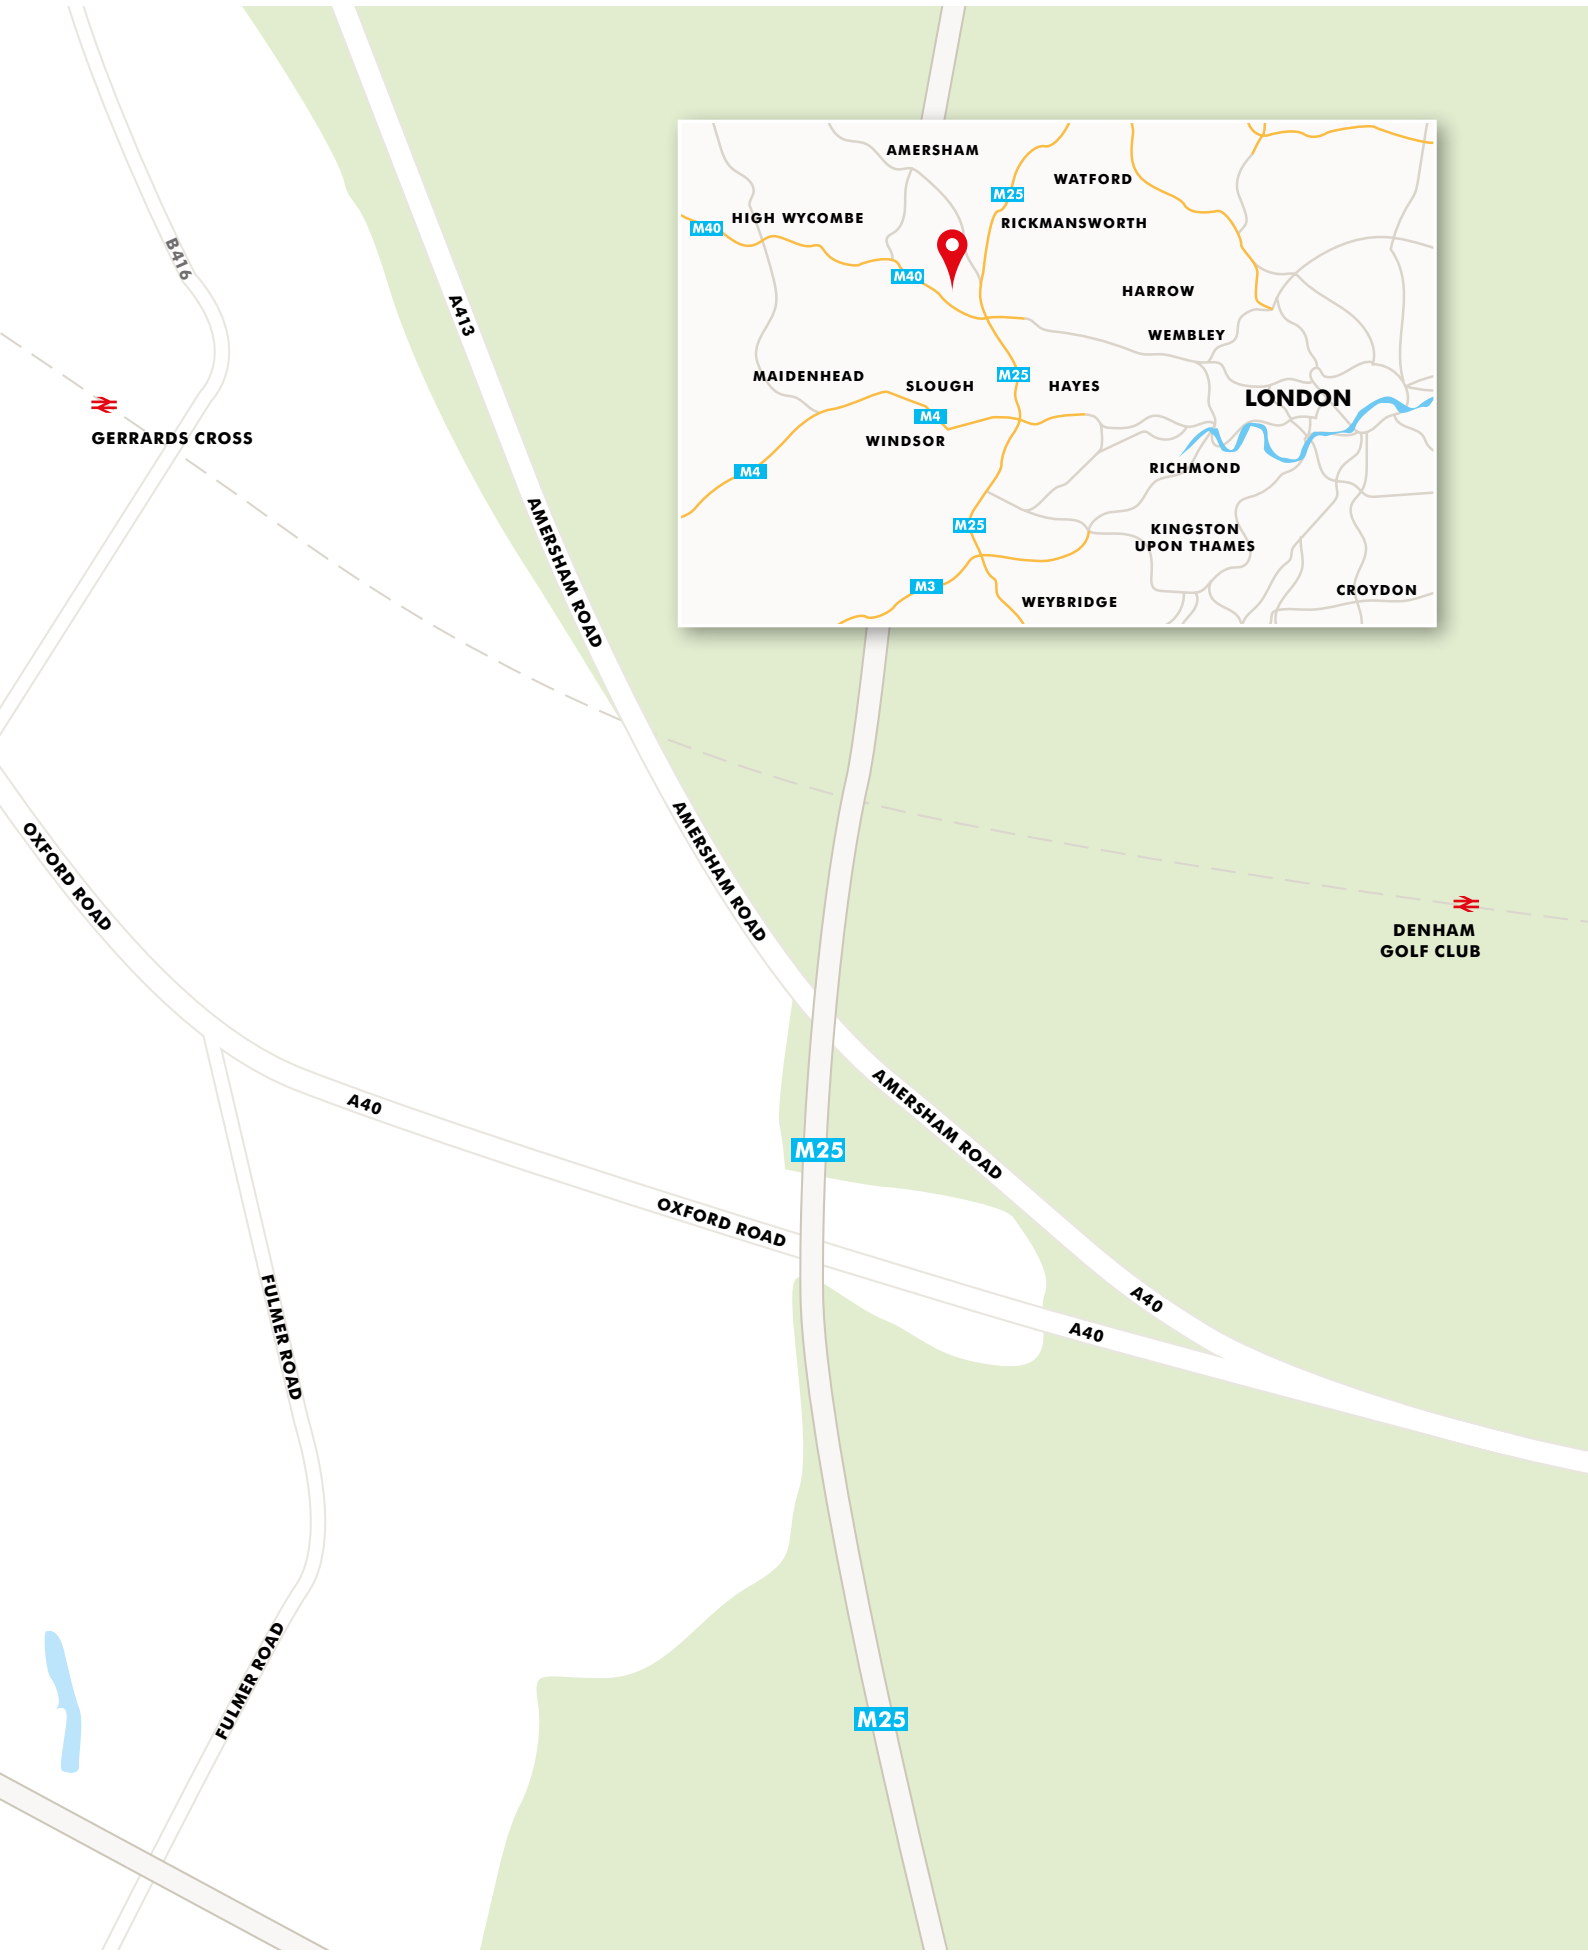 AMERSHAM
WATFORD
M25
HIGH WYCOMBE
RICKMANSWORTH
M40
B416
M40
HARROW
A413
WEMBLEY
MAIDENHEAD
SLOUGH
M25
HAYES
LONDON
M4
GERRARDS CROSS
WINDSOR
M4
RICHMOND
M25
KINGSTON
UPON THAMES
AMERSHAM ROAD
M3
WEYBRIDGE
CROYDON
OXFORD ROAD
AMERSHAM ROAD
DENHAM
GOLF CLUB
A40
AMERSHAM ROAD
M25
OXFORD ROAD
A40
A40
FULMER ROAD
FULMER ROAD
M25